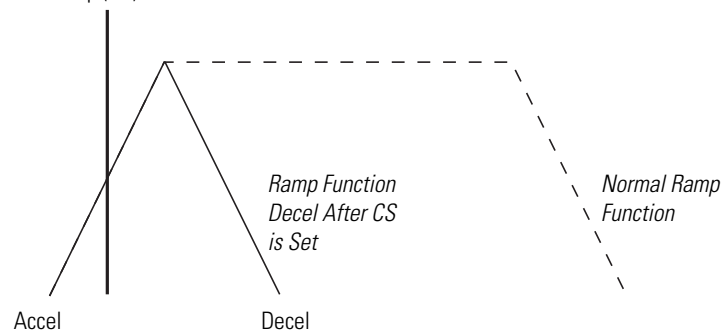 Ramp Function
Decel After CS
is Set
Normal Ramp
Function
Accel
Decel